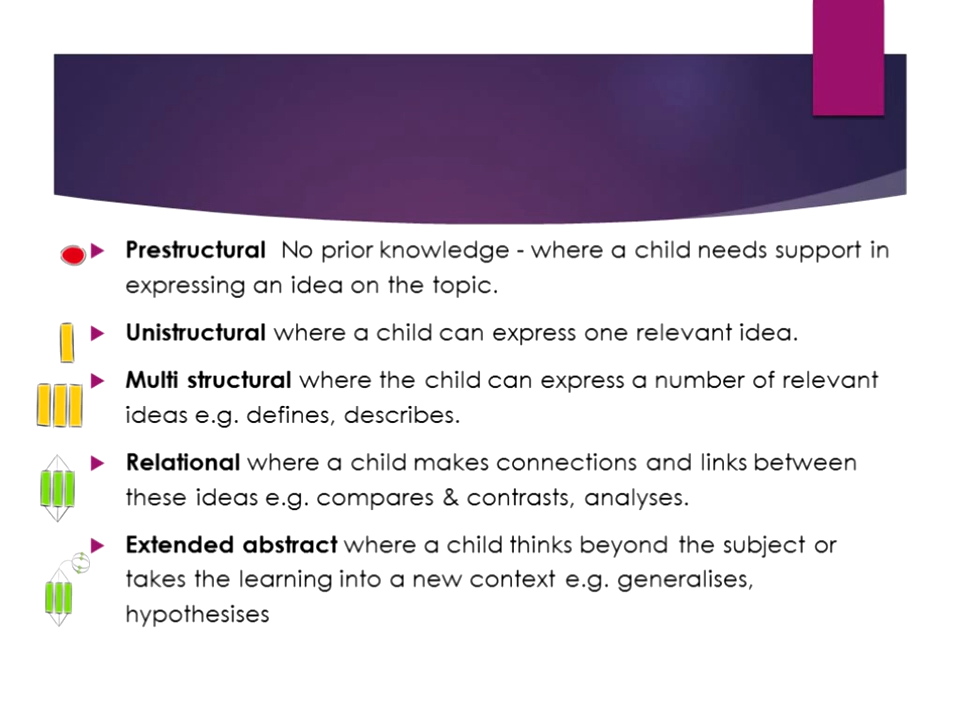 Prestructural  No prior knowledge - where a child needs support in
expressing an idea on the topic.
Unistructural where a child can express one relevant idea.
Multi structural where the child can express a number of relevant
ideas e.g. defines, describes.
Relational where a child makes connections and links between
these ideas e.g. compares & contrasts, analyses.
Extended abstract where a child thinks beyond the subject or
takes the learning into a new context e.g. generalises,
hypothesises